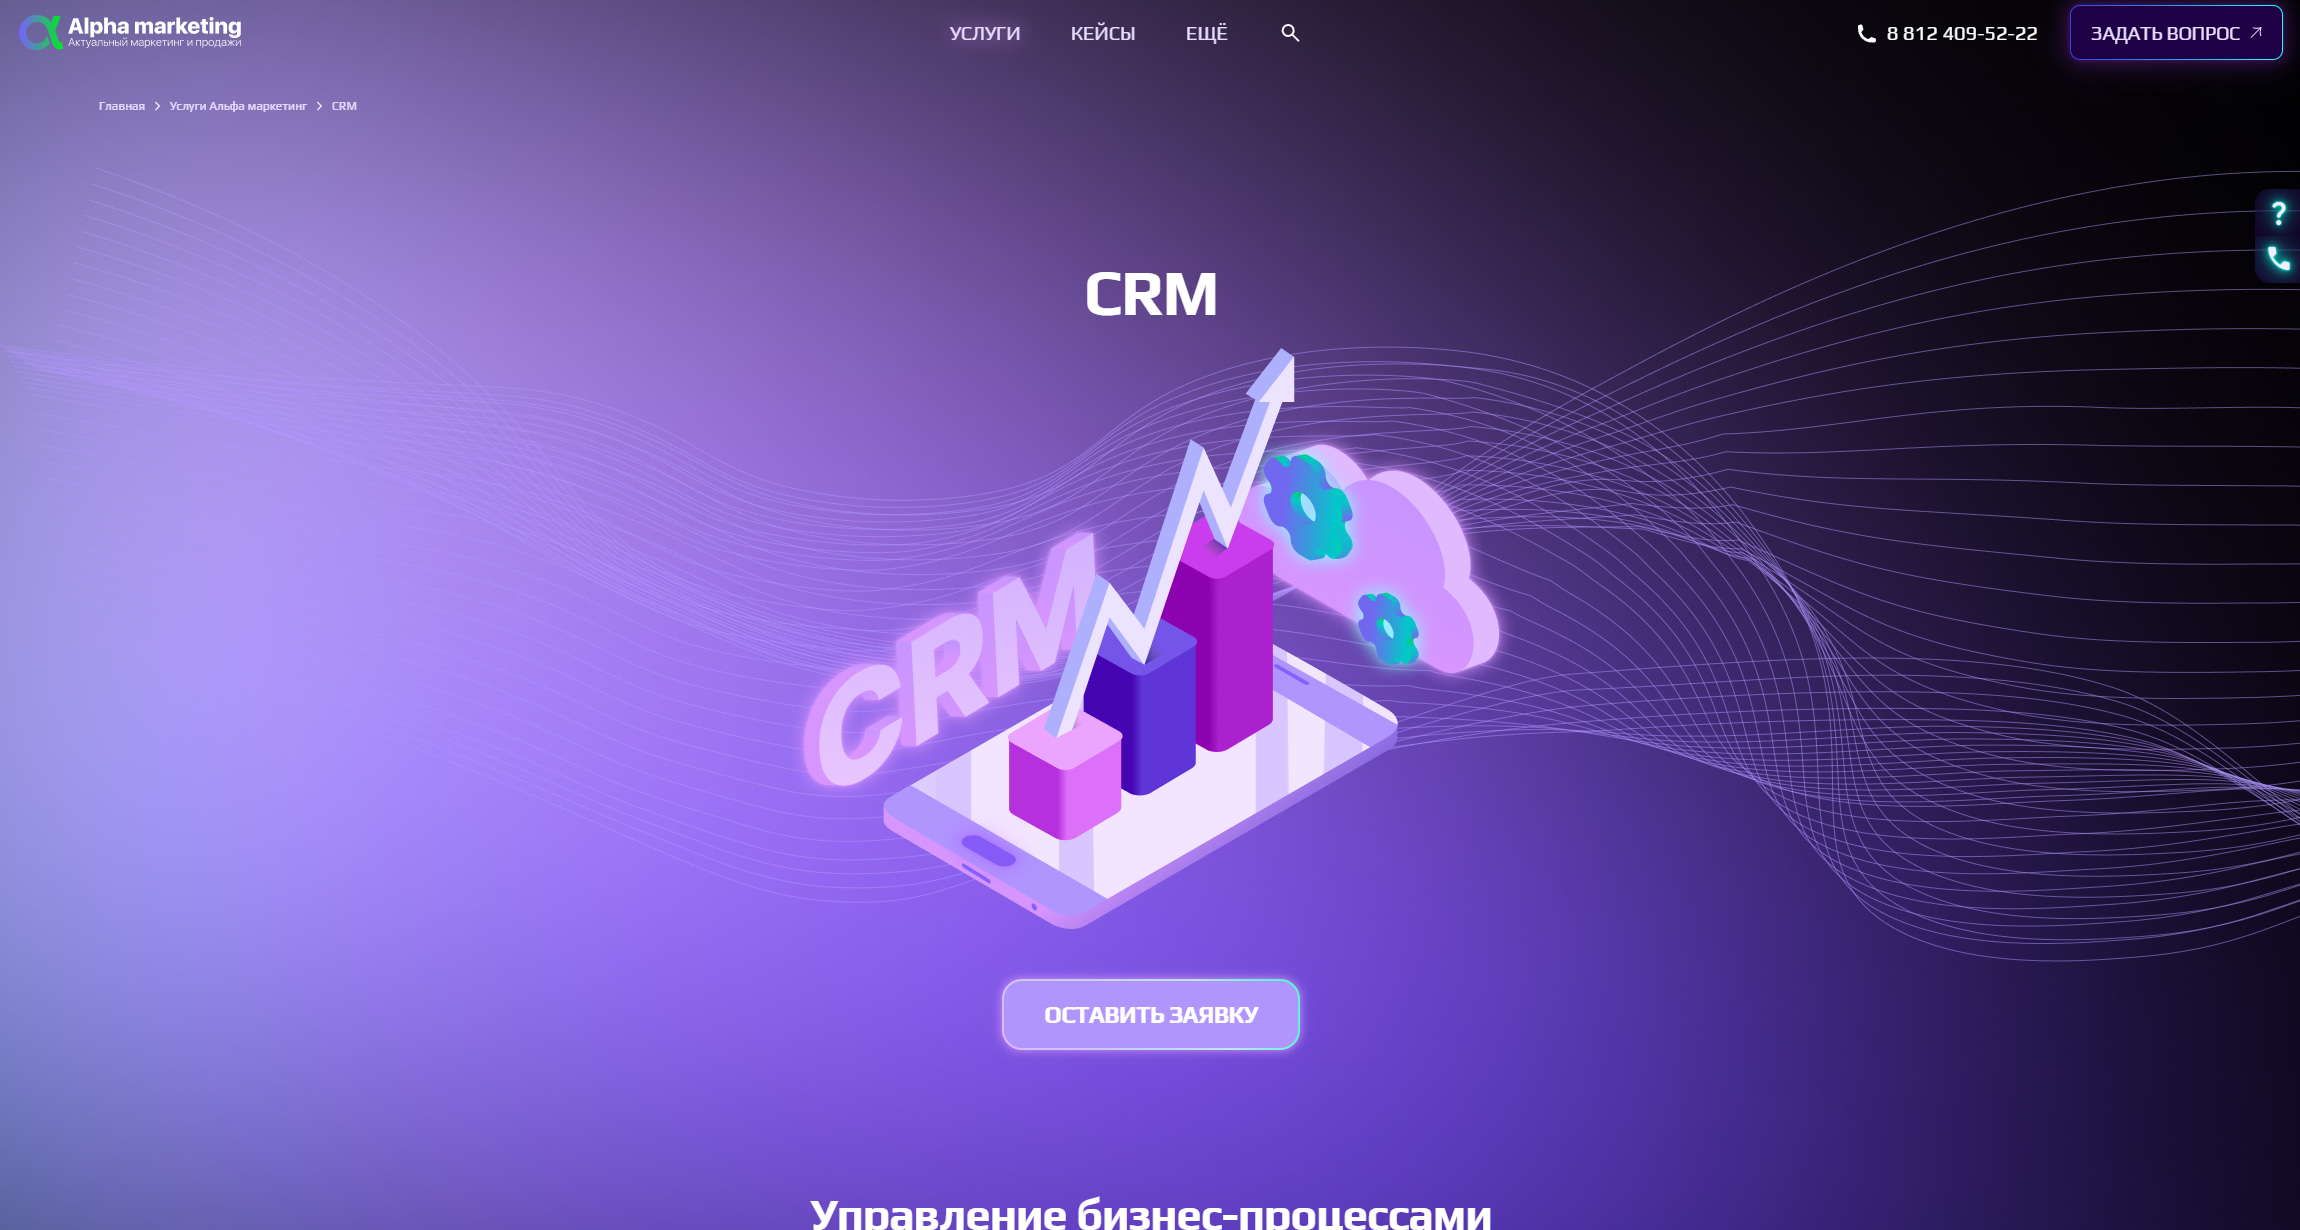 Alpha marketing
Актуальный маркетинг и продажи
УСЛУГИ
КЕЙСЫ
ЕЩЁ
8 812 409-52-22
ЗАДАТЬ ВОПРОС
Главная
Услуги Альфа маркетинг
CRM
?
CRM
CRM
ОСТАВИТЬ ЗАЯВКУ
Управление бизнес-процессами